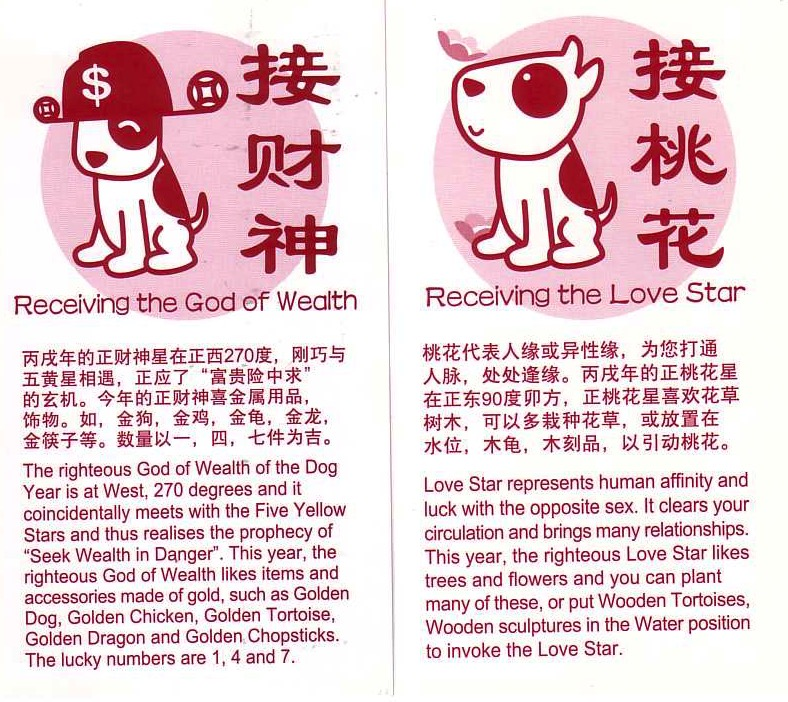 $
接
财
神
Receiving the God of Wealth
丙戌年的正财神星在正西270度，刚巧与
五黄星相遇，正应了“富贵险中求”
的玄机。今年的正财神喜金属用品，
饰物。如，金狗，金鸡，金龟，金龙，
金筷子等。数量以一，四，七件为吉。
The righteous God of Wealth of the Dog
Year is at West, 270 degrees and it
coincidentally meets with the Five Yellow
Stars and thus realises the prophecy of
“Seek Wealth in Danger”. This year, the
righteous God of Wealth likes items and
accessories made of gold, such as Golden
Dog, Golden Chicken, Golden Tortoise,
Golden Dragon and Golden Chopsticks.
The lucky numbers are 1, 4 and 7.
接
桃
花
Receiving the Love Star
桃花代表人缘或异性缘，为您打通
人脉，处处逢缘。丙戌年的正桃花星
在正东90度卯方，正桃花星喜欢花草
树木，可以多栽种花草，或放置在
水位，木龟，木刻品，以引动桃花。
Love Star represents human affinity and
luck with the opposite sex. It clears your
circulation and brings many relationships.
This year, the righteous Love Star likes
trees and flowers and you can plant
many of these, or put Wooden Tortoises,
Wooden sculptures in the Water position
to invoke the Love Star.